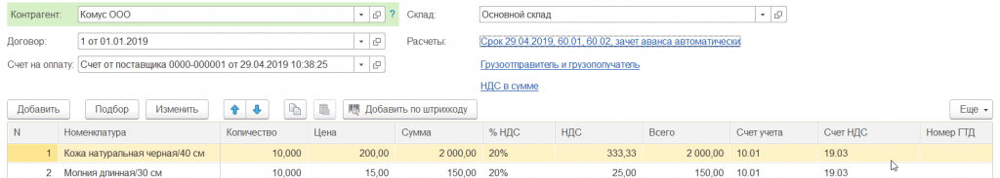 Контрагент: Комус ООО ? Склад: Основной склад
Договор: 1 от 01.01.2019 Расчеты: Срок 29.04.2019, 60.01, 60.02, зачет аванса автоматически
Счет на оплату: Счет от поставщика 0000-000001 от 29.04.2019 10:38:25 Грузоотправитель и грузополучатель
НДС в сумме
Добавить Подбор Изменить Добавить по штрихкоду Еще
N Номенклатура Количество Цена Сумма % НДС НДС Всего Счет учета Счет НДС Номер ГТД
1 Кожа натуральная черная/40 см 10,000 200,00 2 000,00 20% 333,33 2 000,00 10.01 19.03
2 Молния длинная/30 см 10,000 15,00 150,00 20% 25,00 150,00 10.01 19.03